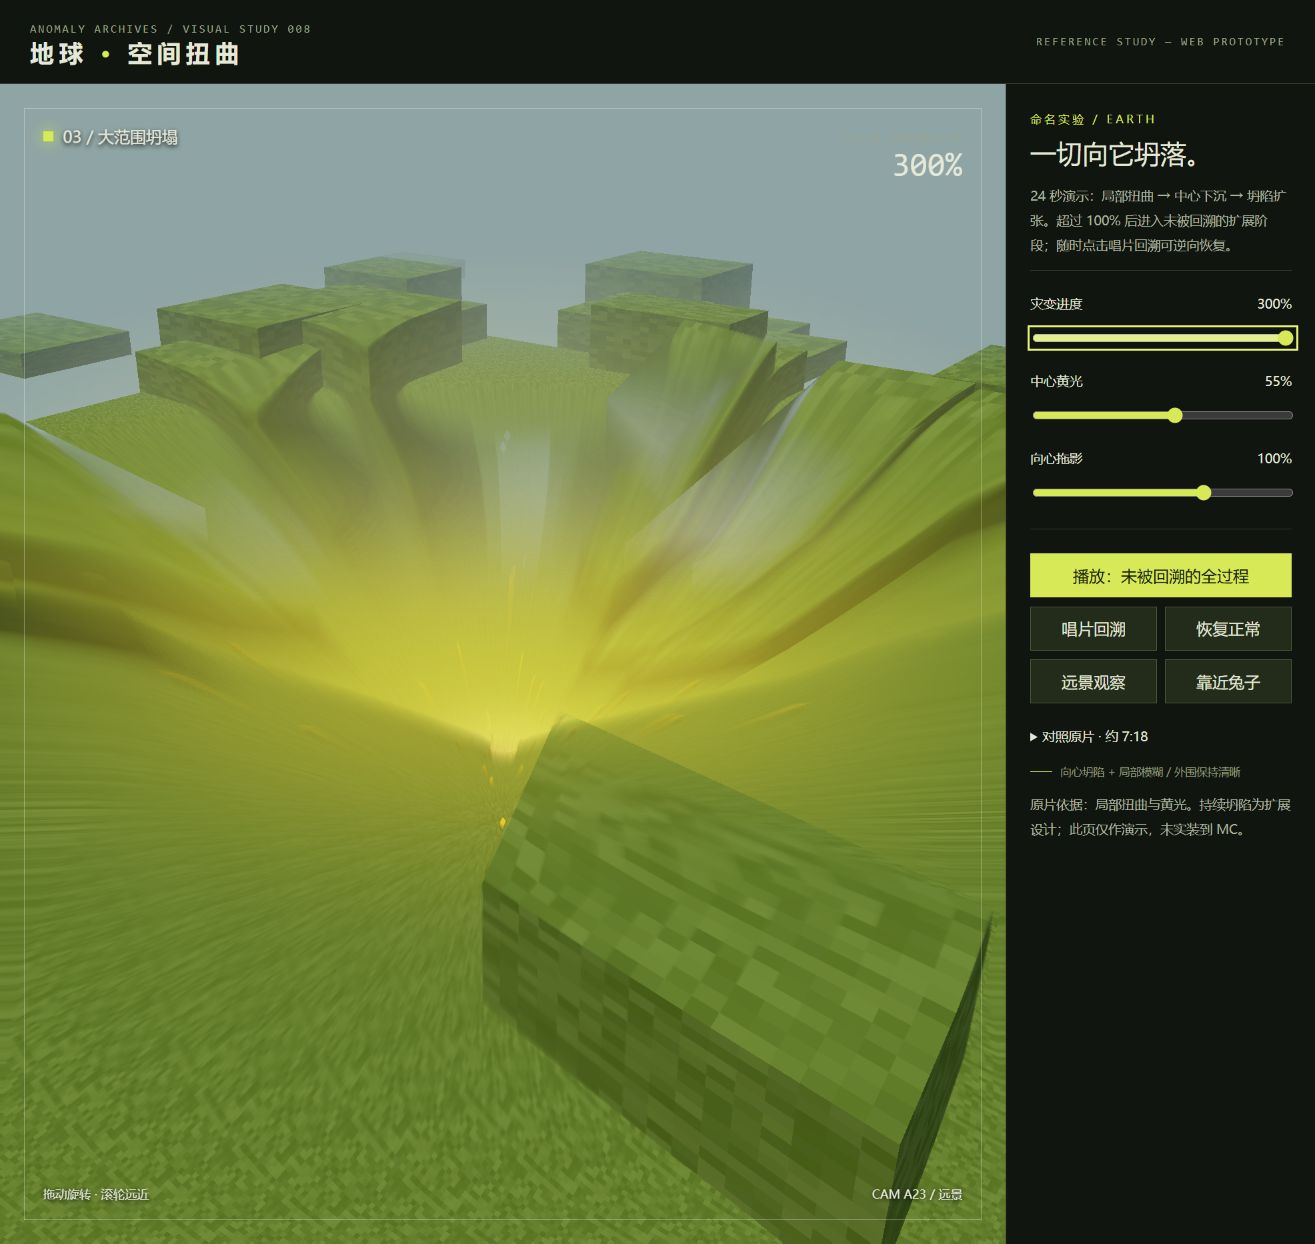 ANOMALY ARCHIVES / VISUAL STUDY 008
地球 • 空间扭曲
REFERENCE STUDY — WEB PROTOTYPE
03 / 大范围坍塌
300%
拖动旋转 · 滚轮远近
CAM A23 / 远景
命名实验 / EARTH
一切向它坍落。
24 秒演示：局部扭曲 → 中心下沉 → 坍陷扩
张。超过 100% 后进入未被回溯的扩展阶
段；随时点击唱片回溯可逆向恢复。
灾变进度 300%
中心黄光 55%
向心拖影 100%
播放：未被回溯的全过程
唱片回溯 恢复正常
远景观察 靠近兔子
▶ 对照原片 · 约 7:18
向心坍陷 + 局部模糊 / 外围保持清晰
原片依据：局部扭曲与黄光。持续坍陷为扩展
设计；此页仅作演示，未实装到 MC。